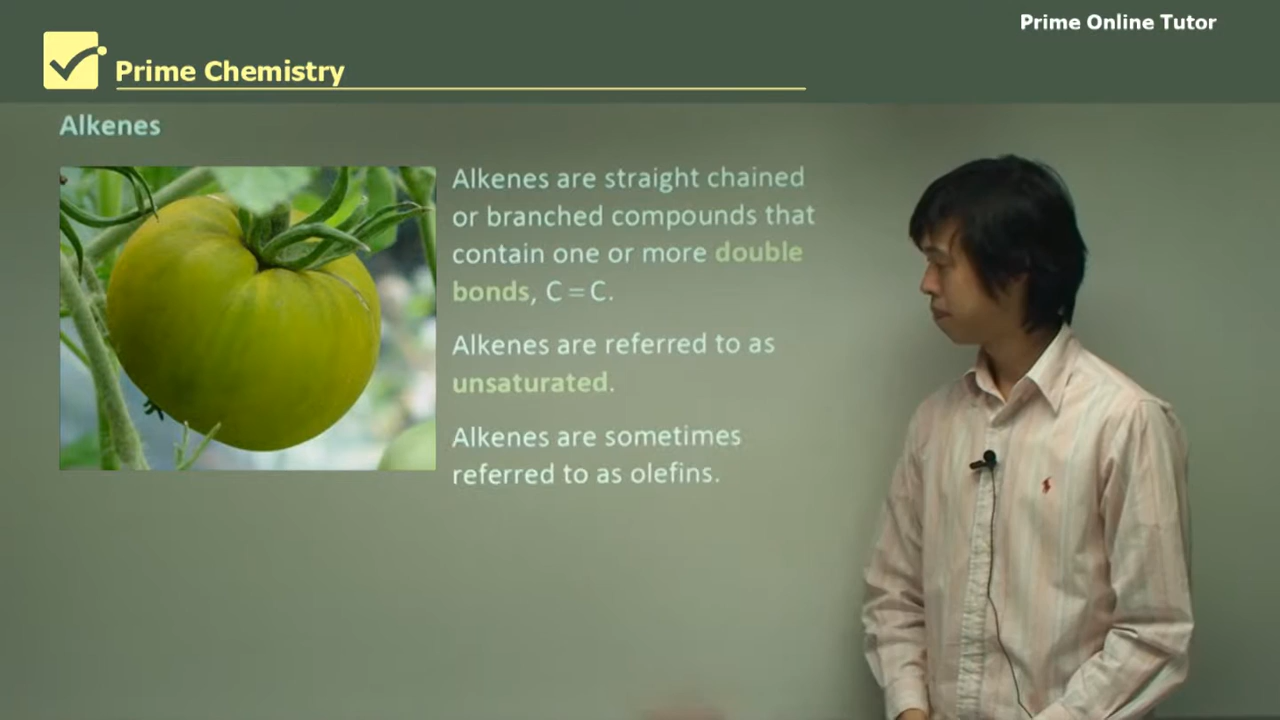 Prime Online Tutor
Prime Chemistry
Alkenes
Alkenes are straight chained
or branched compounds that
contain one or more double
bonds, C=C.
Alkenes are referred to as
unsaturated.
Alkenes are sometimes
referred to as olefins.